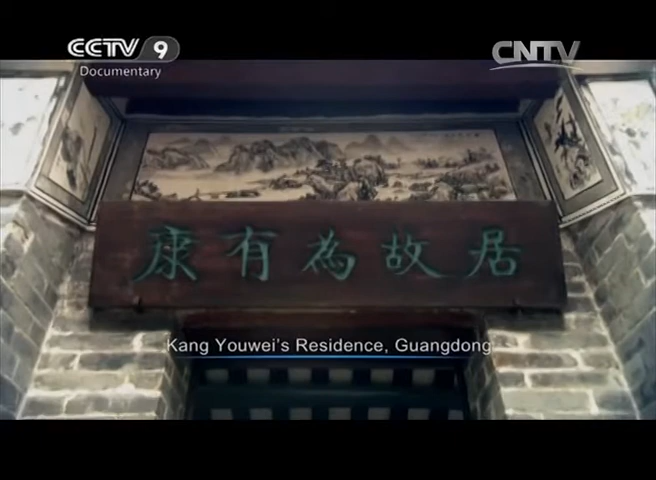 CCTV 9
Documentary
CNTV
康有為故居
Kang Youwei's Residence, Guangdong